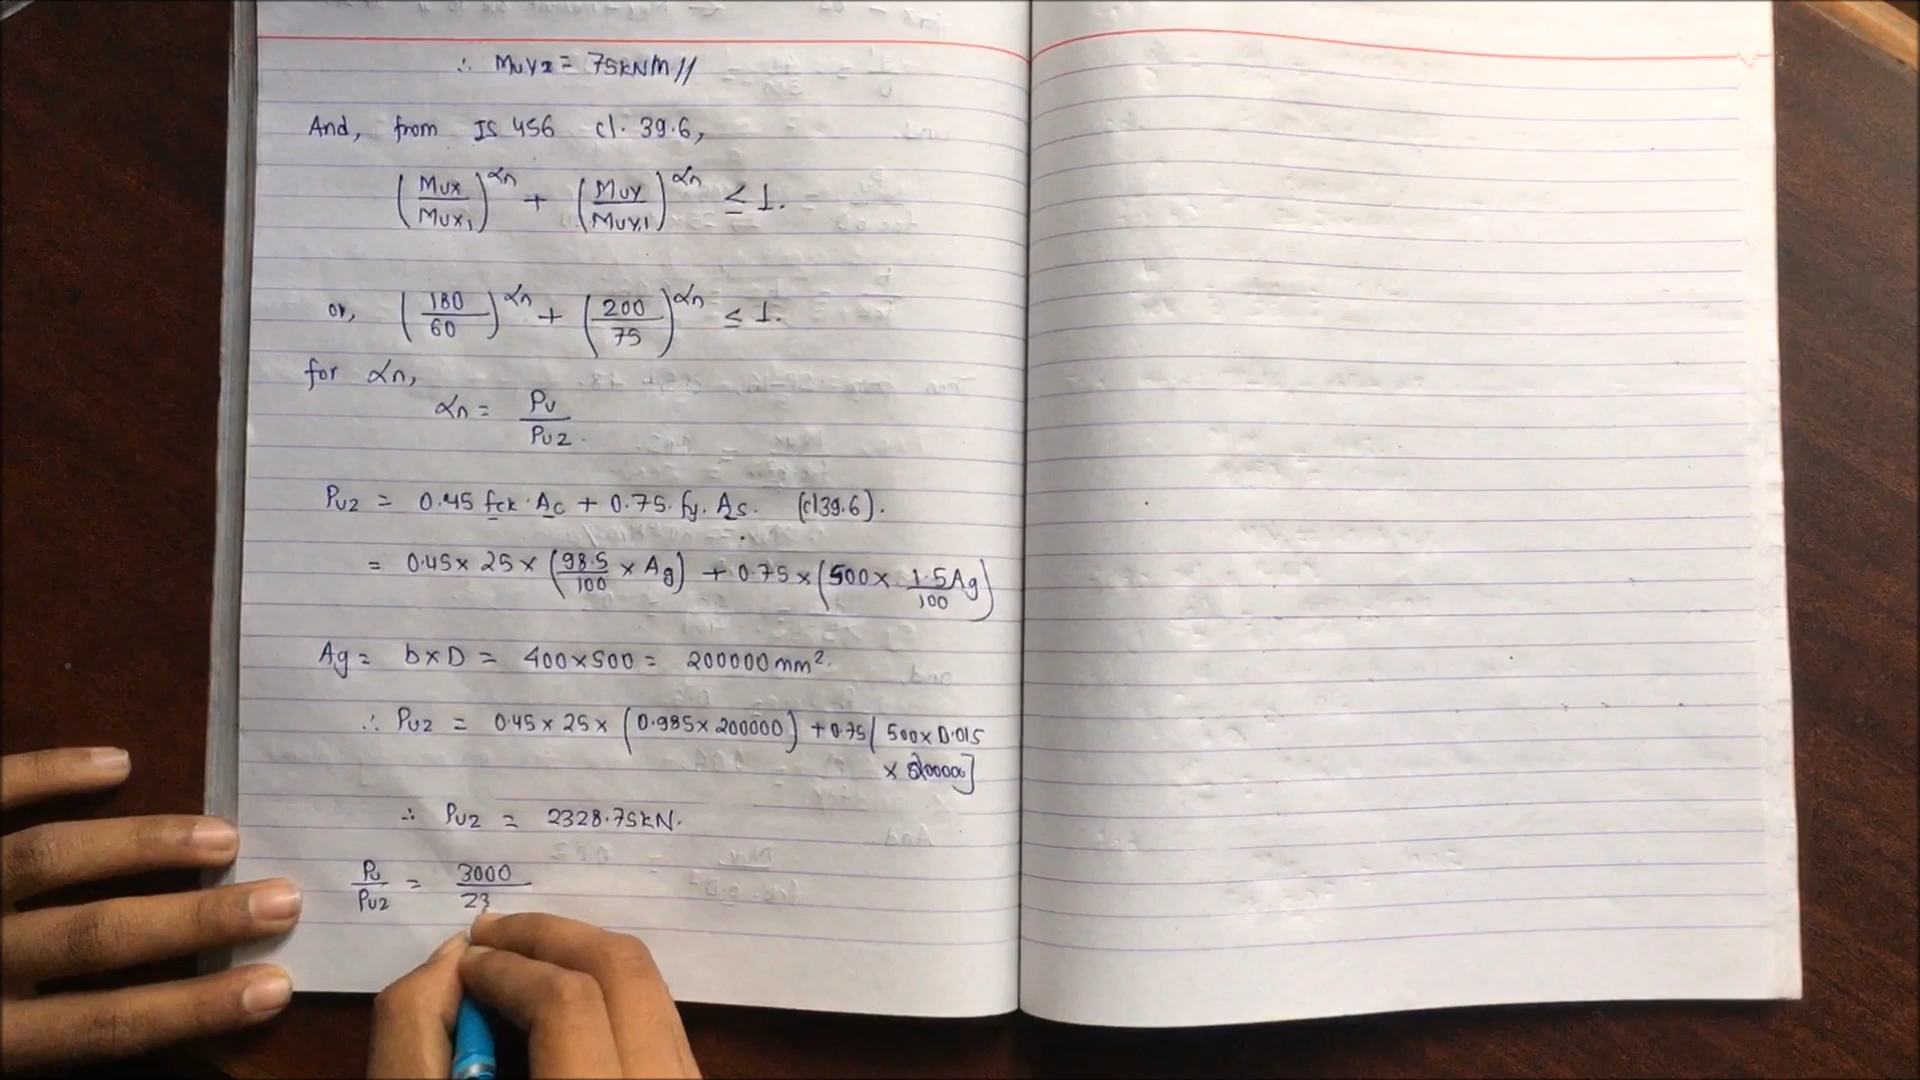 ∴ Muy1 = 75kNM//
And, from IS 456 cl. 39.6,
(Mux/Mux1)^αn + (Muy/Muy1)^αn ≤ 1.
or, (180/60)^αn + (200/75)^αn ≤ 1.
for αn,
αn = Pu/Puz.
Puz = 0.45 fck·Ac + 0.75·fy·As. (cl39.6).
= 0.45 × 25 × (98.5/100 × Ag) + 0.75 × (500 × 1.5Ag/100)
Ag = b×D = 400×500 = 200000 mm².
∴ Puz = 0.45 × 25 × (0.985 × 200000) + 0.75 (500 × 0.015
× 200000]
∴ Puz = 2328.75kN.
Pu/Puz = 3000/23